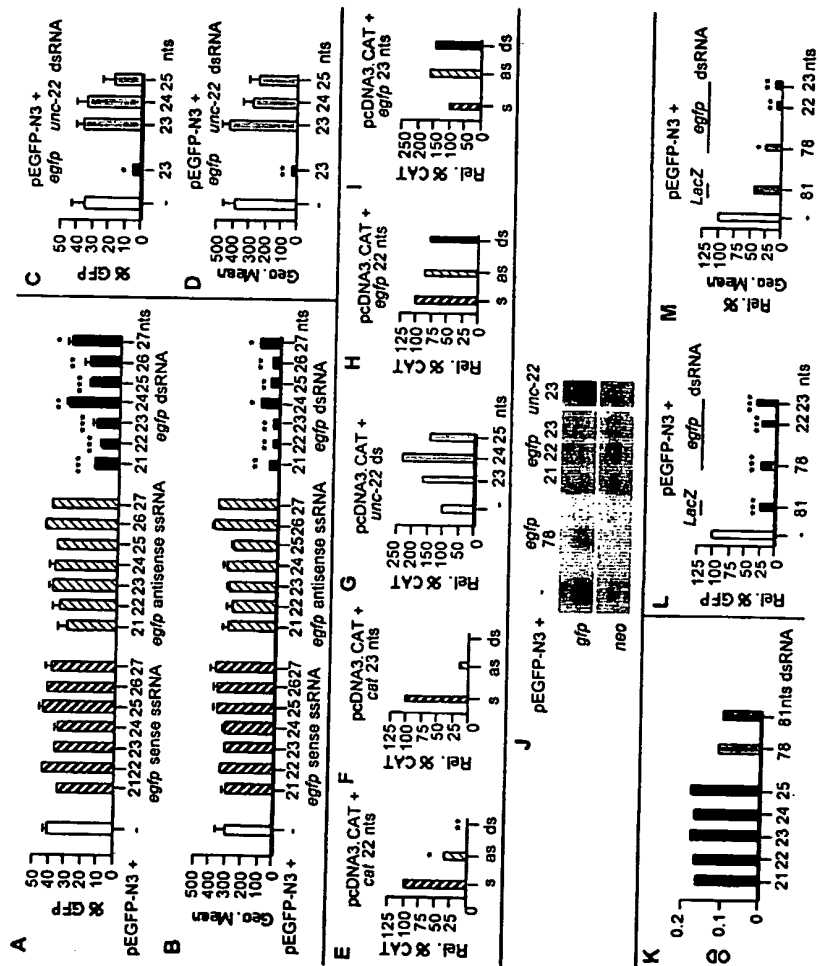 A
% GFP
50
40
30
20
10
0
pEGFP-N3 +
-
21 22 23 24 25 26 27
egfp sense ssRNA
21 22 23 24 25 26 27
egfp antisense ssRNA
*** *** *** ** *** ** *
21 22 23 24 25 26 27 nts
egfp dsRNA
B
Geo. Mean
500
400
300
200
100
0
pEGFP-N3 +
-
21 22 23 24 25 26 27
egfp sense ssRNA
21 22 23 24 25 26 27
egfp antisense ssRNA
** ** ** * ** ** *
21 22 23 24 25 26 27 nts
egfp dsRNA
C
pEGFP-N3 +
egfp unc-22 dsRNA
% GFP
50
40
30
20
10
0
*
- 23 23 24 25 nts
D
pEGFP-N3 +
egfp unc-22 dsRNA
Geo. Mean
500
400
300
200
100
0
**
- 23 23 24 25 nts
E
pcDNA3.CAT +
cat 22 nts
Rel. % CAT
125
100
75
50
25
0
* **
s as ds
F
pcDNA3.CAT +
cat 23 nts
Rel. % CAT
125
100
75
50
25
0
s as ds
G
pcDNA3.CAT +
unc-22 ds
Rel. % CAT
250
200
150
100
50
0
- 23 24 25 nts
H
pcDNA3.CAT +
egfp 22 nts
Rel. % CAT
125
100
75
50
25
0
s as ds
I
pcDNA3.CAT +
egfp 23 nts
Rel. % CAT
250
200
150
100
50
0
s as ds
J
pEGFP-N3 +
- egfp egfp unc-22
78 21 22 23 23
gfp
neo
K
OD
0.2
0.1
0
21 22 23 24 25 78 81 nts dsRNA
L
pEGFP-N3 +
LacZ egfp dsRNA
Rel. % GFP
125
100
75
50
25
0
*** *** *** ***
- 81 78 22 23 nts
M
pEGFP-N3 +
LacZ egfp dsRNA
Rel. %
Geo. Mean
125
100
75
50
25
0
* ** **
- 81 78 22 23 nts